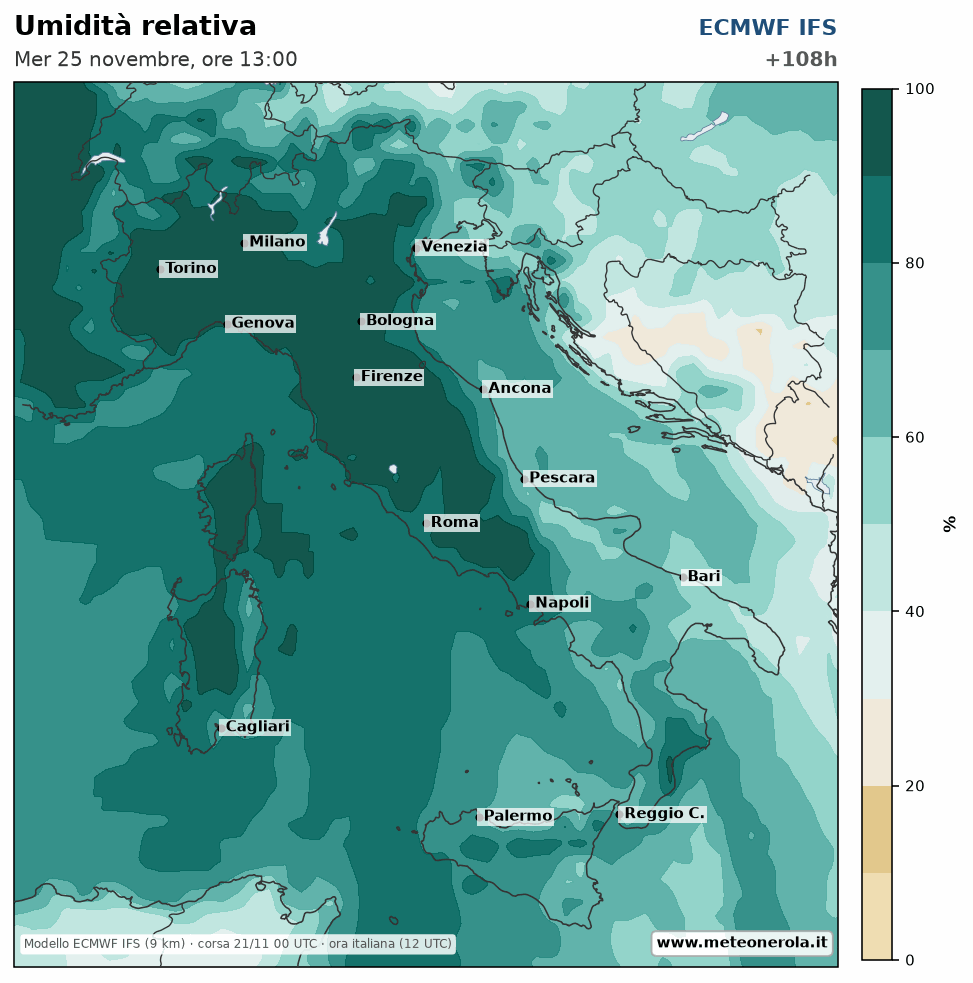 Umidità relativa
ECMWF IFS
Mer 25 novembre, ore 13:00
+108h
100
80
60
40
20
0
%
Milano
Venezia
Torino
Genova
Bologna
Firenze
Ancona
Pescara
Roma
Bari
Napoli
Cagliari
Palermo
Reggio C.
Modello ECMWF IFS (9 km) · corsa 21/11 00 UTC · ora italiana (12 UTC)
www.meteonerola.it